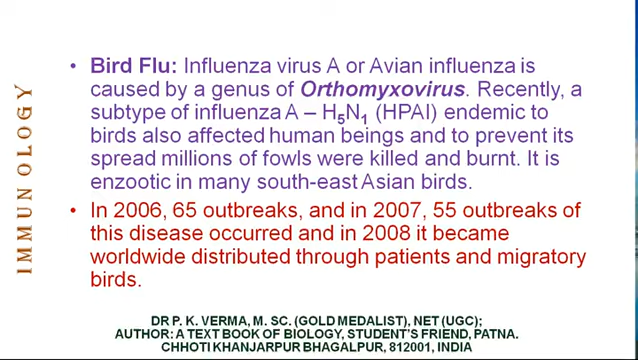 IMMUNOLOGY
• Bird Flu: Influenza virus A or Avian influenza is
caused by a genus of Orthomyxovirus. Recently, a
subtype of influenza A – H5N1 (HPAI) endemic to
birds also affected human beings and to prevent its
spread millions of fowls were killed and burnt. It is
enzootic in many south-east Asian birds.
• In 2006, 65 outbreaks, and in 2007, 55 outbreaks of
this disease occurred and in 2008 it became
worldwide distributed through patients and migratory
birds.
DR P. K. VERMA, M. SC. (GOLD MEDALIST), NET (UGC);
AUTHOR: A TEXT BOOK OF BIOLOGY, STUDENT'S FRIEND, PATNA.
CHHOTI KHANJARPUR BHAGALPUR, 812001, INDIA